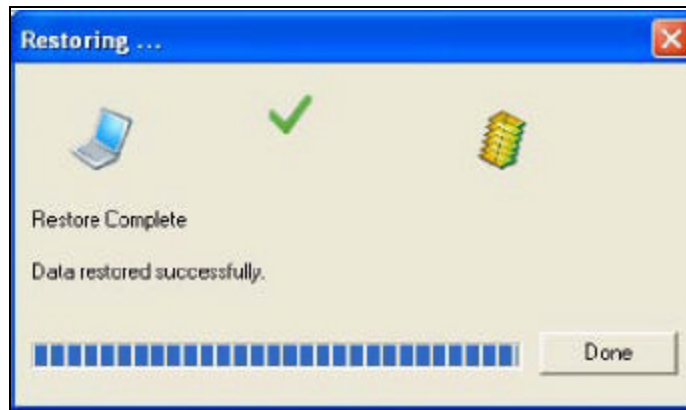 Restoring ...
Restore Complete
Data restored successfully.
Done